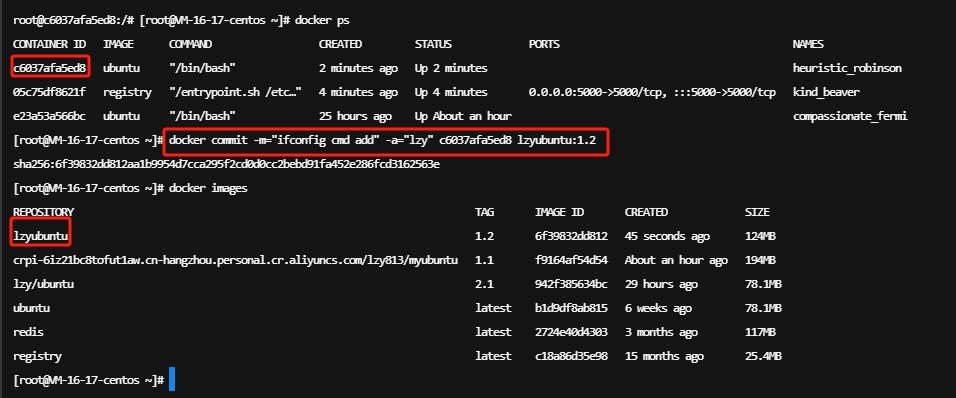 root@c6037afa5ed8:/# [root@VM-16-17-centos ~]# docker ps
CONTAINER ID IMAGE COMMAND CREATED STATUS PORTS NAMES
c6037afa5ed8 ubuntu "/bin/bash" 2 minutes ago Up 2 minutes heuristic_robinson
05c75df8621f registry "/entrypoint.sh /etc…" 4 minutes ago Up 4 minutes 0.0.0.0:5000->5000/tcp, :::5000->5000/tcp kind_beaver
e23a53a566bc ubuntu "/bin/bash" 25 hours ago Up About an hour compassionate_fermi
[root@VM-16-17-centos ~]# docker commit -m="ifconfig cmd add" -a="lzy" c6037afa5ed8 lzyubuntu:1.2
sha256:6f39832dd812aa1b9954d7cca295f2cd0d0cc2bebd91fa452e286fcd3162563e
[root@VM-16-17-centos ~]# docker images
REPOSITORY TAG IMAGE ID CREATED SIZE
lzyubuntu 1.2 6f39832dd812 45 seconds ago 124MB
crpi-6iz21bc8tofut1aw.cn-hangzhou.personal.cr.aliyuncs.com/lzy813/myubuntu 1.1 f9164af54d54 About an hour ago 194MB
lzy/ubuntu 2.1 942f385634bc 29 hours ago 78.1MB
ubuntu latest b1d9df8ab815 6 weeks ago 78.1MB
redis latest 2724e40d4303 3 months ago 117MB
registry latest c18a86d35e98 15 months ago 25.4MB
[root@VM-16-17-centos ~]#